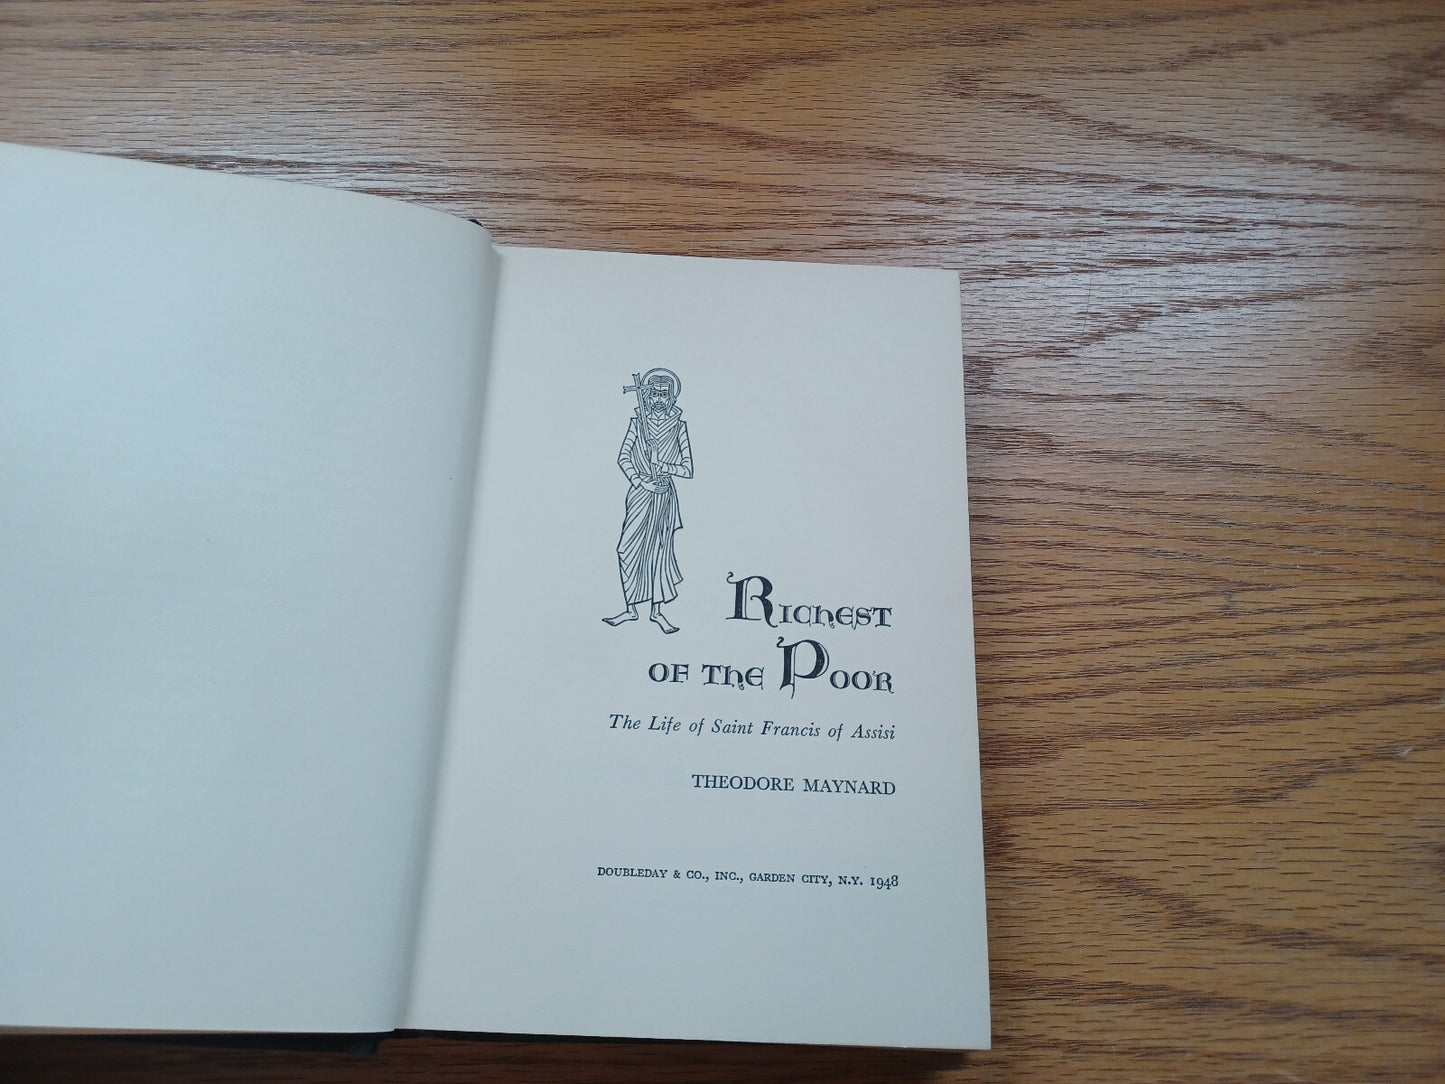 Richest
of the Poor
The Life of Saint Francis of Assisi
THEODORE MAYNARD
DOUBLEDAY & CO., INC., GARDEN CITY, N.Y. 1948